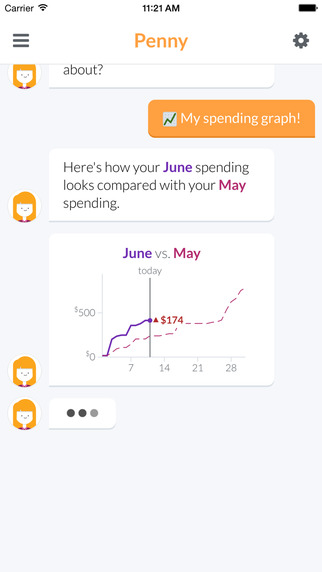 Carrier 11:21 AM
Penny
about?
📈 My spending graph!
Here's how your June spending
looks compared with your May
spending.
June vs. May
today
$500
▲ $174
$0
7 14 21 28